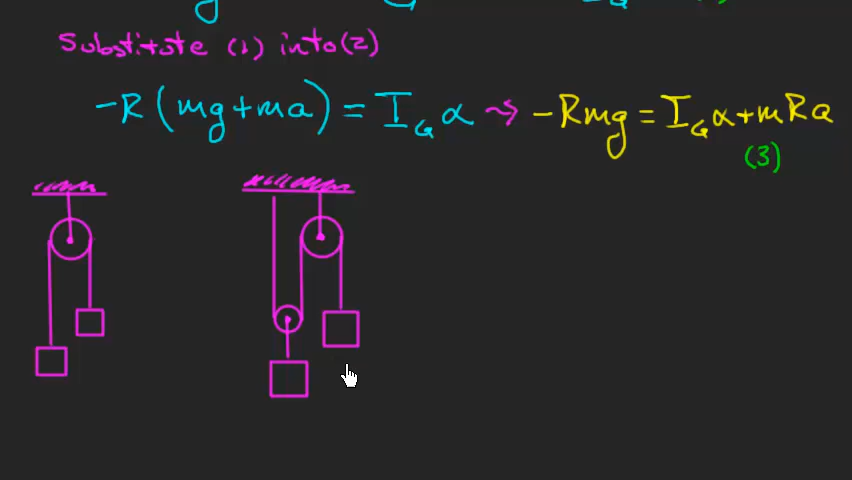 Substitute (1) into (2)
-R(mg+ma) = I_G α ⇝ -Rmg = I_G α + mRa
(3)